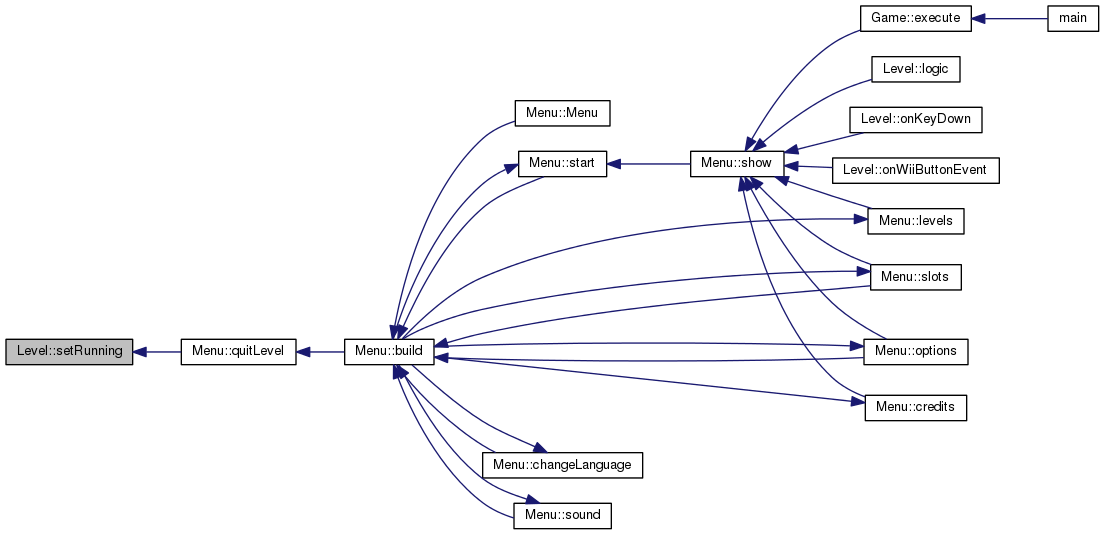 Game::execute
main
Level::logic
Menu::Menu
Level::onKeyDown
Menu::start
Menu::show
Level::onWiiButtonEvent
Menu::levels
Menu::slots
Level::setRunning
Menu::quitLevel
Menu::build
Menu::options
Menu::credits
Menu::changeLanguage
Menu::sound